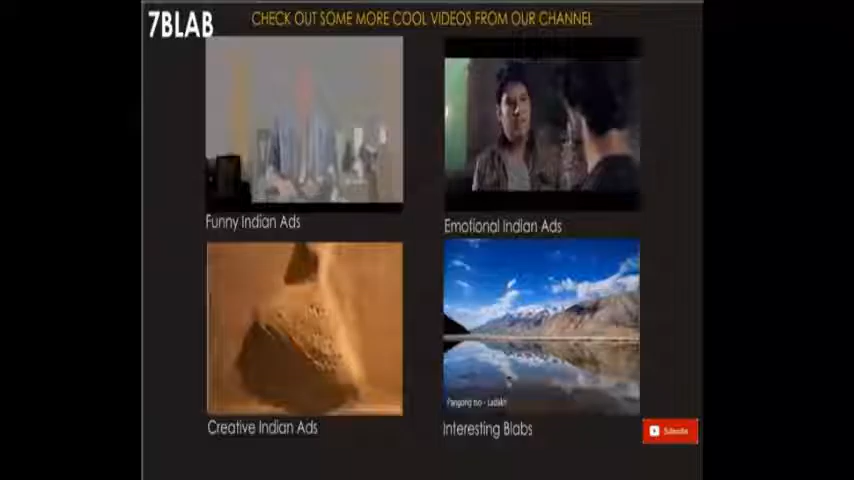 7BLAB
CHECK OUT SOME MORE COOL VIDEOS FROM OUR CHANNEL
Funny Indian Ads
Emotional Indian Ads
Creative Indian Ads
Pangong tso - Ladakh
Interesting Blabs
Subscribe